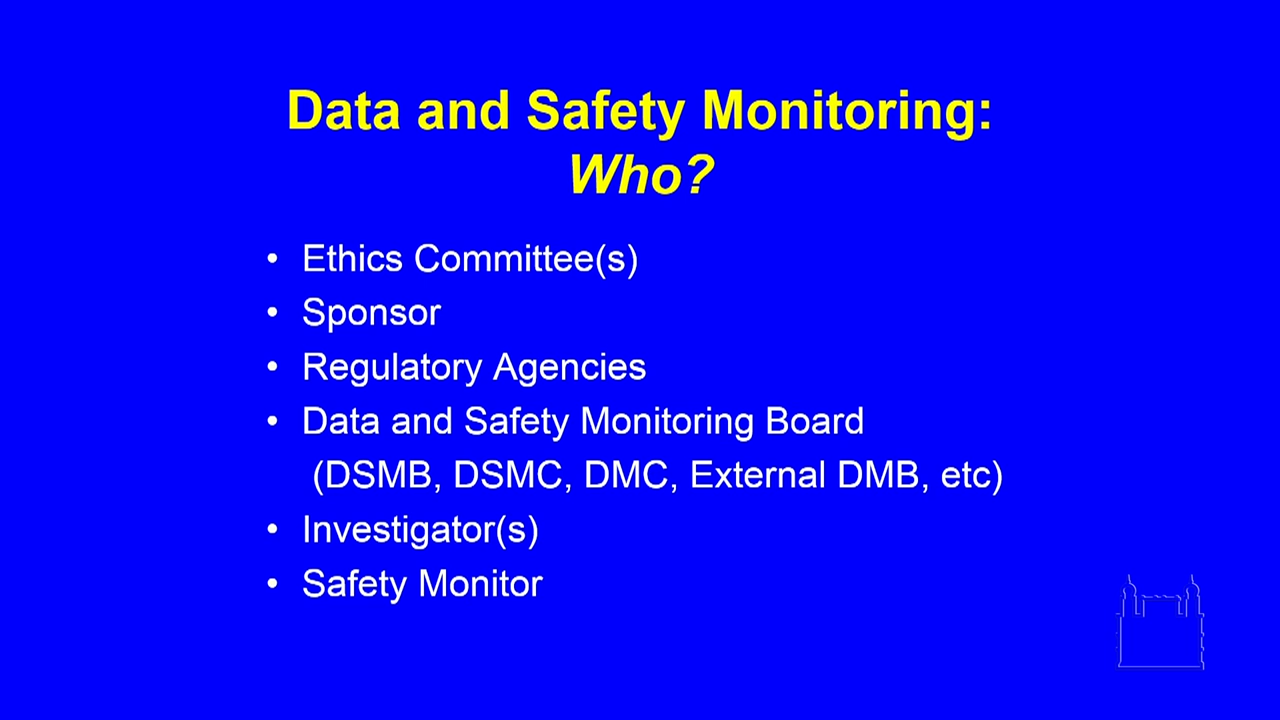 Data and Safety Monitoring:
Who?
• Ethics Committee(s)
• Sponsor
• Regulatory Agencies
• Data and Safety Monitoring Board
(DSMB, DSMC, DMC, External DMB, etc)
• Investigator(s)
• Safety Monitor